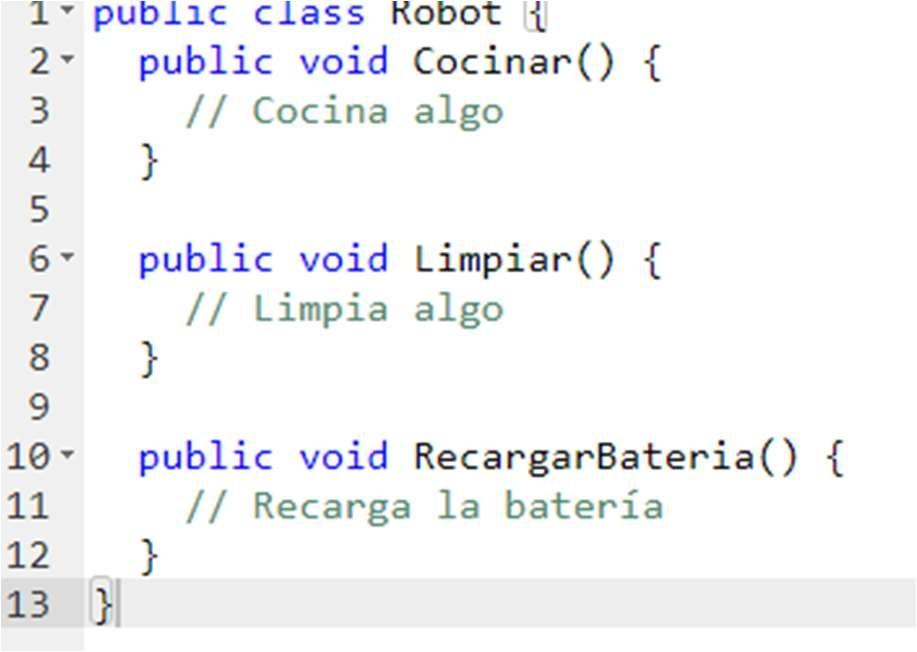 1 public class Robot {
2   public void Cocinar() {
3     // Cocina algo
4   }
5
6   public void Limpiar() {
7     // Limpia algo
8   }
9
10   public void RecargarBateria() {
11     // Recarga la batería
12   }
13 }